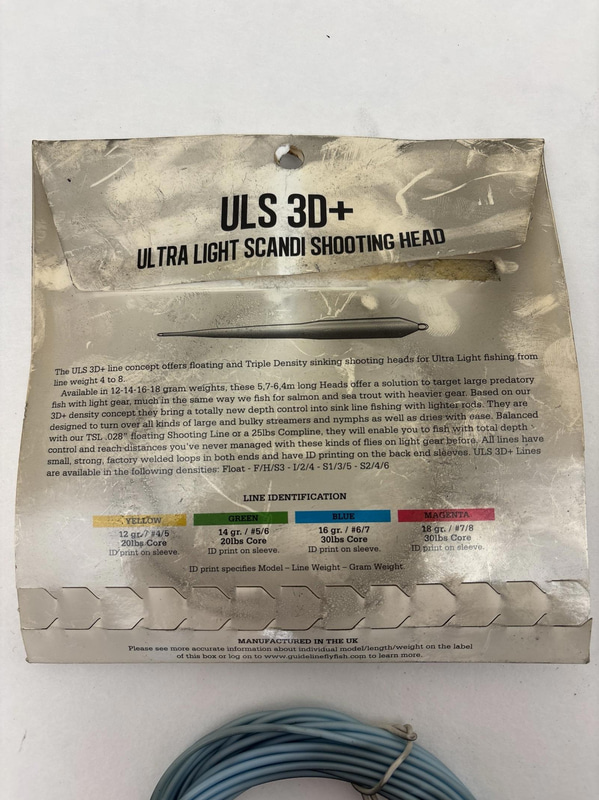 ULS 3D+
ULTRA LIGHT SCANDI SHOOTING HEAD
The ULS 3D+ line concept offers floating and Triple Density sinking shooting heads for Ultra Light fishing from
line weight 4 to 8.
Available in 12-14-16-18 gram weights, these 5,7-6,4m long Heads offer a solution to target large predatory
fish with light gear, much in the same way we fish for salmon and sea trout with heavier gear. Based on our
3D+ density concept they bring a totally new depth control into sink line fishing with lighter rods. They are
designed to turn over all kinds of large and bulky streamers and nymphs as well as dries with ease. Balanced
with our TSL .028" floating Shooting Line or a 25lbs Compline, they will enable you to fish with total depth
control and reach distances you've never managed with these kinds of flies on light gear before. All lines have
small, strong, factory welded loops in both ends and have ID printing on the back end sleeves. ULS 3D+ Lines
are available in the following densities: Float - F/H/S3 - I/2/4 - S1/3/5 - S2/4/6
LINE IDENTIFICATION
YELLOW GREEN BLUE MAGENTA
12 gr. / #4/5 14 gr. / #5/6 16 gr. / #6/7 18 gr. / #7/8
20lbs Core 20lbs Core 30lbs Core 30lbs Core
ID print on sleeve. ID print on sleeve. ID print on sleeve. ID print on sleeve.
ID print specifies Model – Line Weight – Gram Weight.
MANUFACTURED IN THE UK
Please see more accurate information about individual model/length/weight on the label
of this box or log on to www.guidelineflyfish.com to learn more.